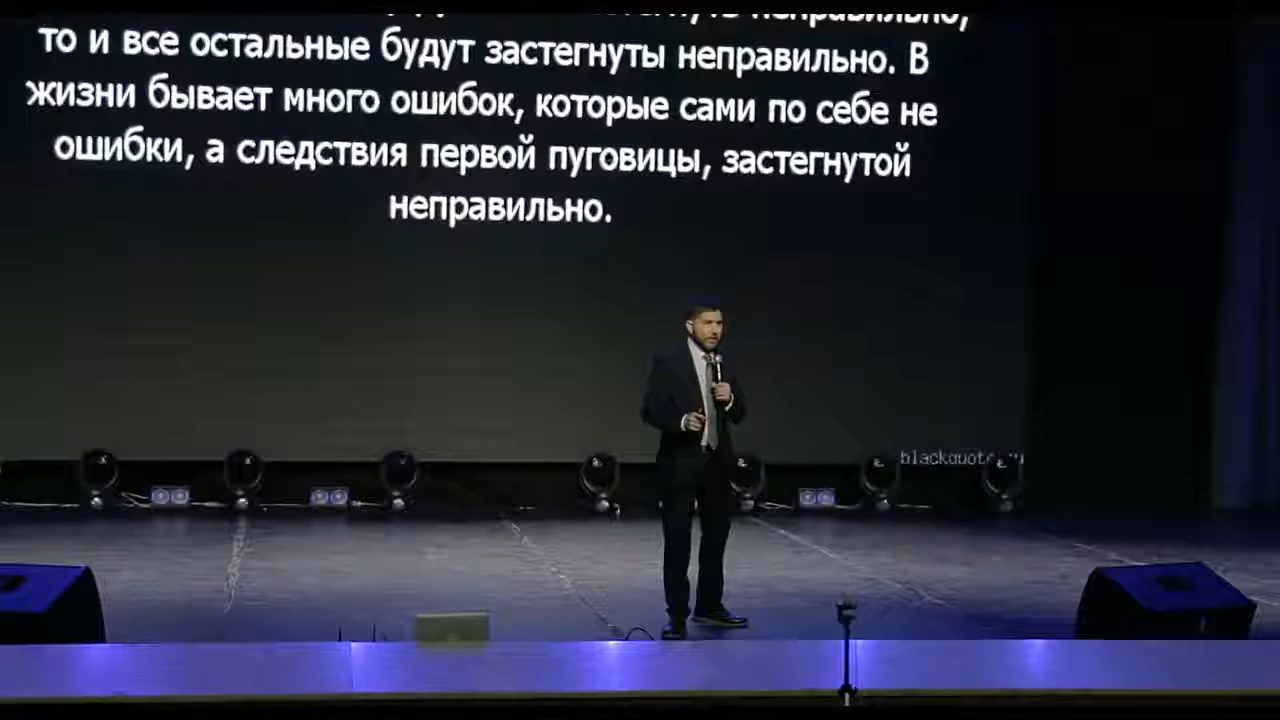 неправильно,
то и все остальные будут застегнуты неправильно. В
жизни бывает много ошибок, которые сами по себе не
ошибки, а следствия первой пуговицы, застегнутой
неправильно.